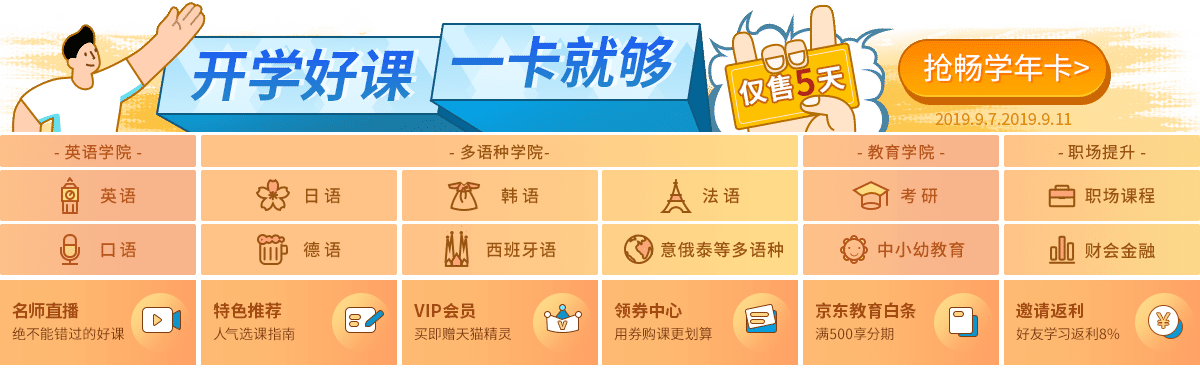 开学好课 一卡就够
仅售5天
抢畅学年卡>
2019.9.7.2019.9.11
- 英语学院 - - 多语种学院- - 教育学院 - - 职场提升 -
英语 日语 韩语 法语 考研 职场课程
口语 德语 西班牙语 意俄泰等多语种 中小幼教育 财会金融
名师直播 特色推荐 VIP会员 领券中心 京东教育白条 邀请返利
绝不能错过的好课 人气选课指南 买即赠天猫精灵 用券购课更划算 满500享分期 好友学习返利8%